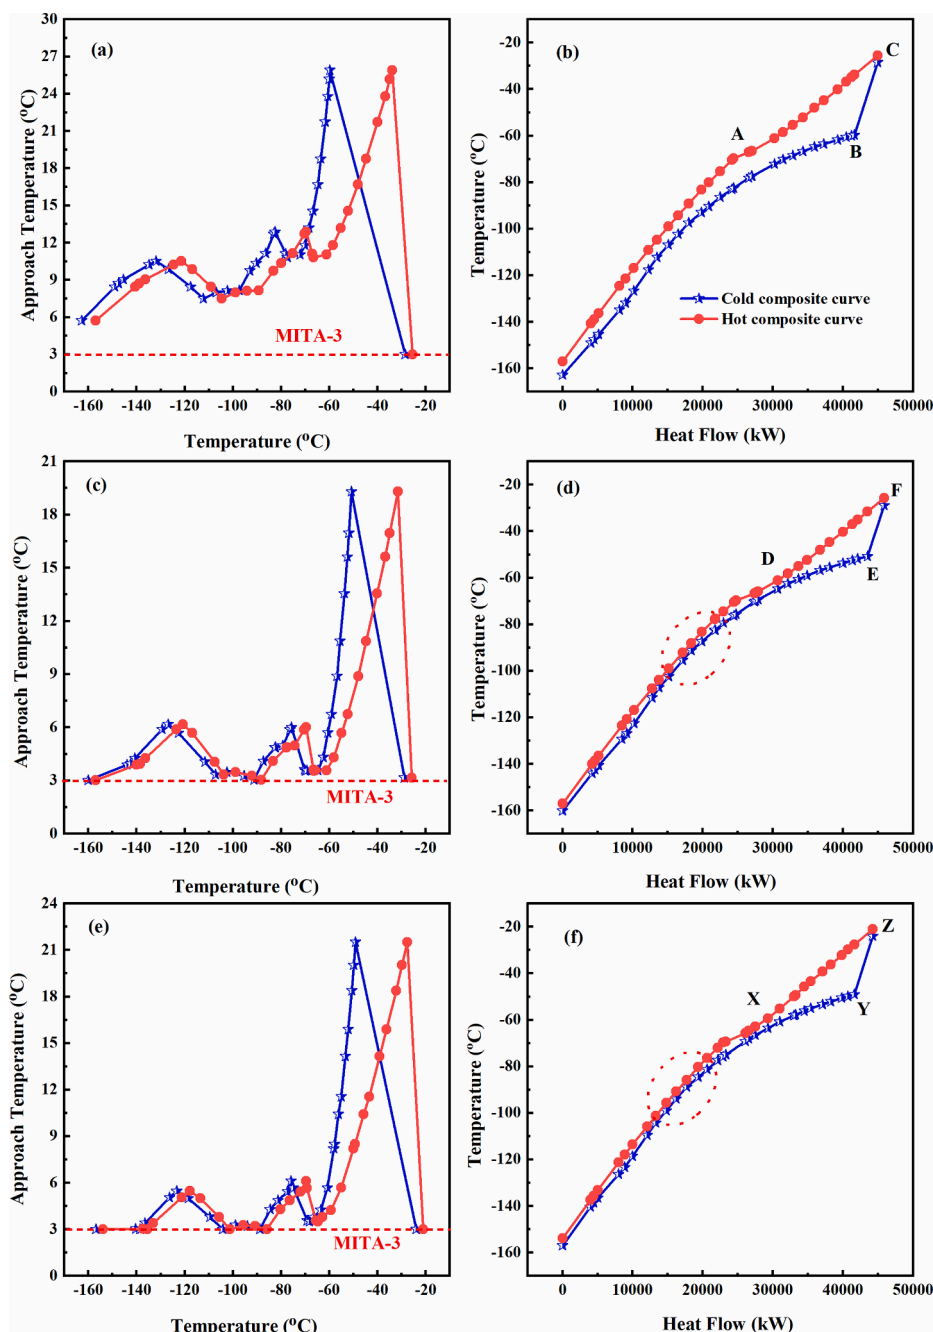 (a)
30
27
24
21
18
15
12
9
6
3
0
Approach Temperature (°C)
MITA-3
-160 -140 -120 -100 -80 -60 -40 -20
Temperature (°C)
(b)
C
A
B
-20
-40
-60
-80
-100
-120
-140
-160
Temperature (°C)
Cold composite curve
Hot composite curve
0 10000 20000 30000 40000 50000
Heat Flow (kW)
(c)
21
18
15
12
9
6
3
0
Approach Temperature (°C)
MITA-3
-160 -140 -120 -100 -80 -60 -40 -20
Temperature (°C)
(d)
F
D
E
-20
-40
-60
-80
-100
-120
-140
-160
Temperature (°C)
0 10000 20000 30000 40000 50000
Heat Flow (kW)
(e)
24
21
18
15
12
9
6
3
0
Approach Temperature (°C)
MITA-3
-160 -140 -120 -100 -80 -60 -40 -20
Temperature (°C)
(f)
Z
X
Y
-20
-40
-60
-80
-100
-120
-140
-160
Temperature (°C)
0 10000 20000 30000 40000 50000
Heat Flow (kW)